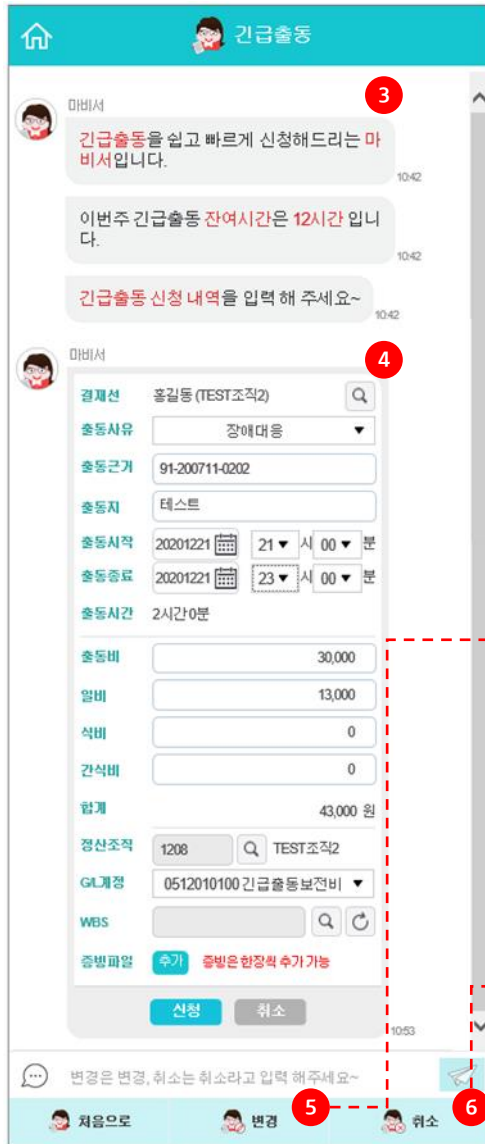 긴급출동
마비서
3
긴급출동을 쉽고 빠르게 신청해드리는 마
비서입니다.
10:42
이번주 긴급출동 잔여시간은 12시간 입니
다.
10:42
긴급출동 신청 내역을 입력 해 주세요~
10:42
마비서
4
결재선 홍길동 (TEST조직2)
출동사유 장애대응 ▼
출동근거 91-200711-0202
출동지 테스트
출동시작 20201221 21 ▼ 시 00 ▼ 분
출동종료 20201221 23 ▼ 시 00 ▼ 분
출동시간 2시간 0분
출동비 30,000
일비 13,000
식비 0
간식비 0
합계 43,000 원
정산조직 1208 TEST조직2
G/L계정 0512010100 긴급출동보전비 ▼
WBS
증빙파일 추가 증빙은 한장씩 추가 가능
신청 취소
10:53
변경은 변경, 취소는 취소라고 입력 해주세요~
처음으로 5 변경 취소 6